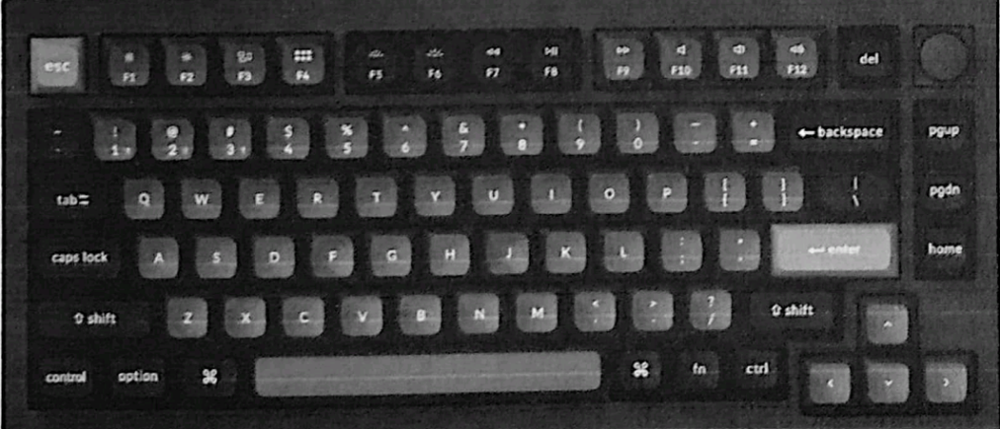 esc F1 F2 F3 F4 F5 F6 F7 F8 F9 F10 F11 F12 del
! @ # $ % ^ & * ( ) - +
~ 1 2 3 4 5 6 7 8 9 0 - = ← backspace pgup
tab Q W E R T Y U I O P [ ] | \ pgdn
caps lock A S D F G H J K L : ; " ↵ enter home
⇧ shift Z X C V B N M < , > . ? / ⇧ shift ^
control option ⌘ ⌘ fn ctrl < ⌄ >